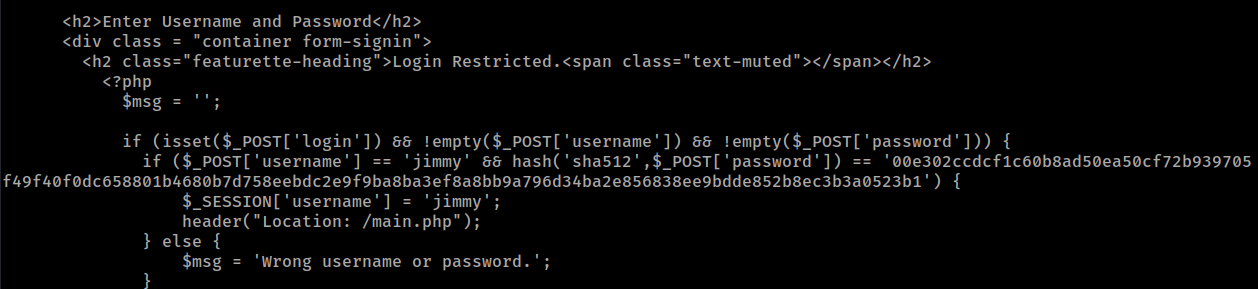 <h2>Enter Username and Password</h2>
<div class = "container form-signin">
<h2 class="featurette-heading">Login Restricted.<span class="text-muted"></span></h2>
<?php
$msg = '';
if (isset($_POST['login']) && !empty($_POST['username']) && !empty($_POST['password'])) {
if ($_POST['username'] == 'jimmy' && hash('sha512',$_POST['password']) == '00e302ccdcf1c60b8ad50ea50cf72b939705
f49f40f0dc658801b4680b7d758eebdc2e9f9ba8ba3ef8a8bb9a796d34ba2e856838ee9bdde852b8ec3b3a0523b1') {
$_SESSION['username'] = 'jimmy';
header("Location: /main.php");
} else {
$msg = 'Wrong username or password.';
}